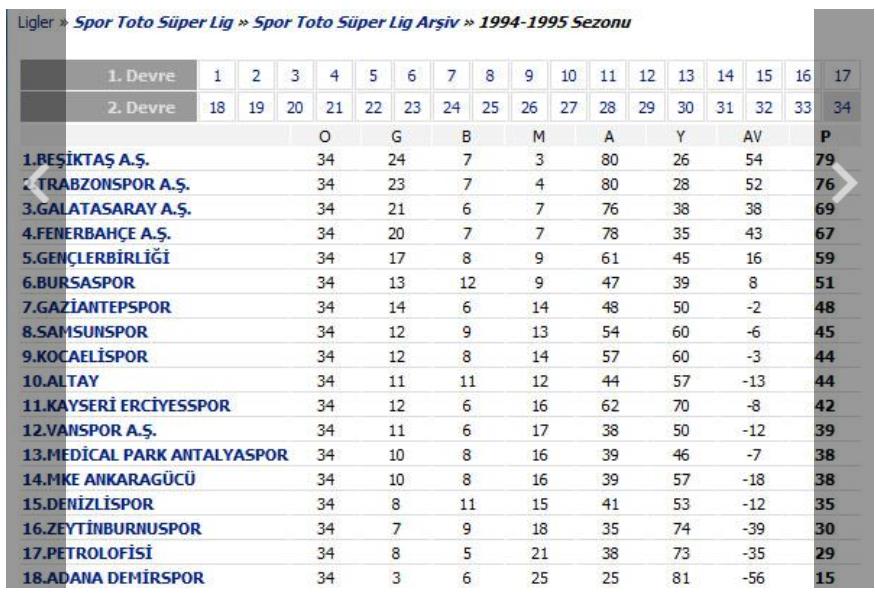 Ligler » Spor Toto Süper Lig » Spor Toto Süper Lig Arşiv » 1994-1995 Sezonu
1. Devre 1 2 3 4 5 6 7 8 9 10 11 12 13 14 15 16 17
2. Devre 18 19 20 21 22 23 24 25 26 27 28 29 30 31 32 33 34
O G B M A Y AV P
1.BEŞİKTAŞ A.Ş. 34 24 7 3 80 26 54 79
2.TRABZONSPOR A.Ş. 34 23 7 4 80 28 52 76
3.GALATASARAY A.Ş. 34 21 6 7 76 38 38 69
4.FENERBAHÇE A.Ş. 34 20 7 7 78 35 43 67
5.GENÇLERBİRLİĞİ 34 17 8 9 61 45 16 59
6.BURSASPOR 34 13 12 9 47 39 8 51
7.GAZİANTEPSPOR 34 14 6 14 48 50 -2 48
8.SAMSUNSPOR 34 12 9 13 54 60 -6 45
9.KOCAELİSPOR 34 12 8 14 57 60 -3 44
10.ALTAY 34 11 11 12 44 57 -13 44
11.KAYSERİ ERCİYESSPOR 34 12 6 16 62 70 -8 42
12.VANSPOR A.Ş. 34 11 6 17 38 50 -12 39
13.MEDİCAL PARK ANTALYASPOR 34 10 8 16 39 46 -7 38
14.MKE ANKARAGÜCÜ 34 10 8 16 39 57 -18 38
15.DENİZLİSPOR 34 8 11 15 41 53 -12 35
16.ZEYTİNBURNUSPOR 34 7 9 18 35 74 -39 30
17.PETROLOFİSİ 34 8 5 21 38 73 -35 29
18.ADANA DEMİRSPOR 34 3 6 25 25 81 -56 15